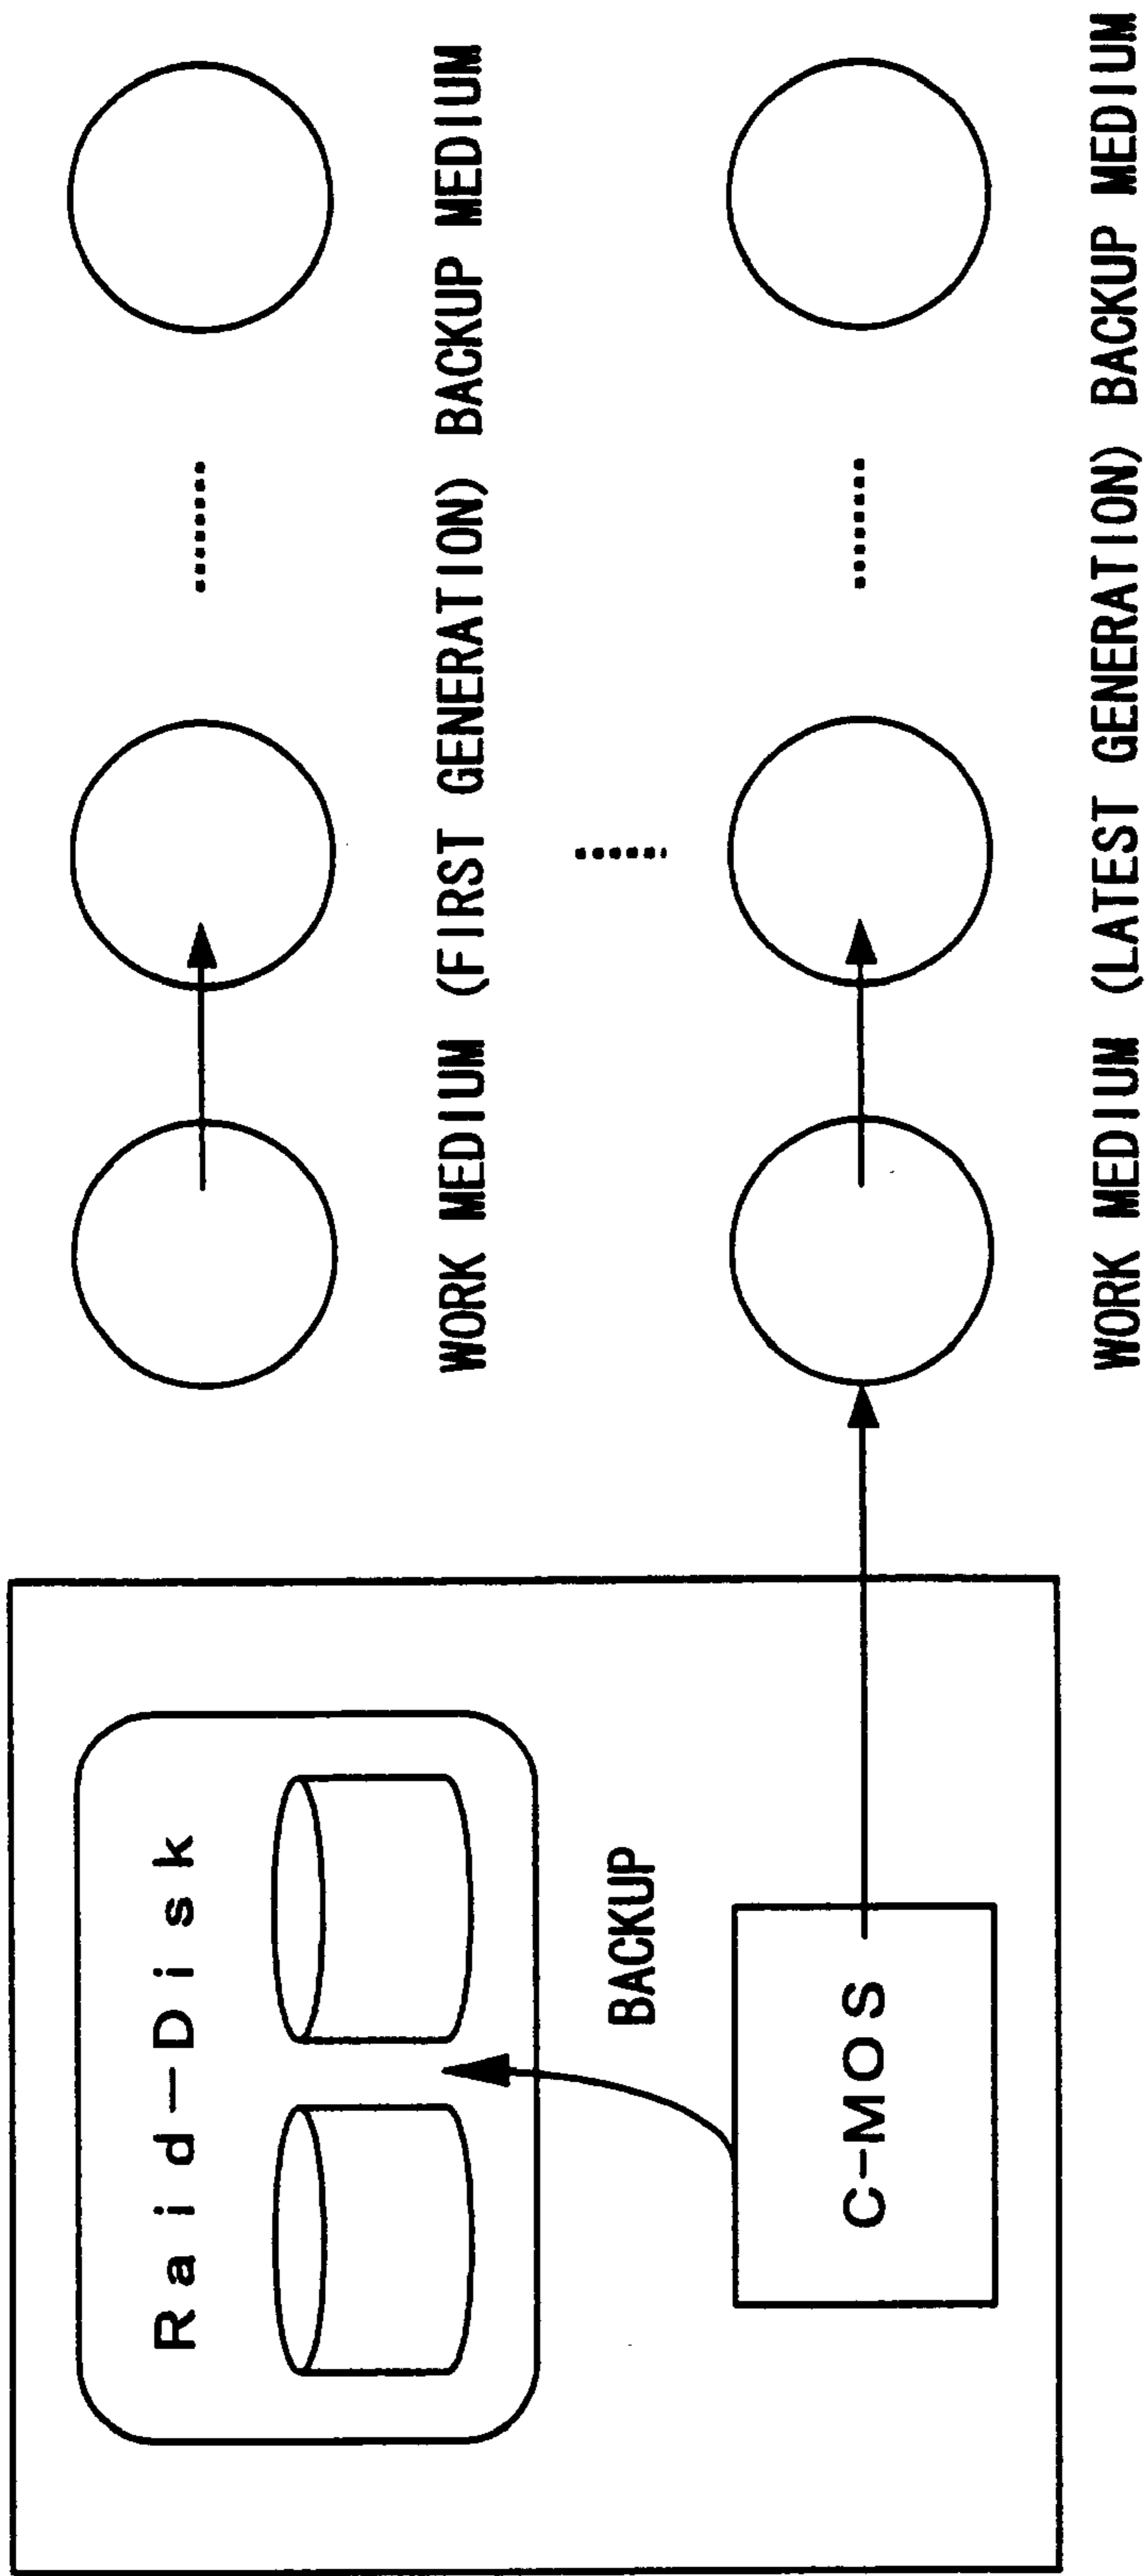 Raid-Disk
BACKUP
C-MOS
WORK MEDIUM (FIRST GENERATION) BACKUP MEDIUM
WORK MEDIUM (LATEST GENERATION) BACKUP MEDIUM